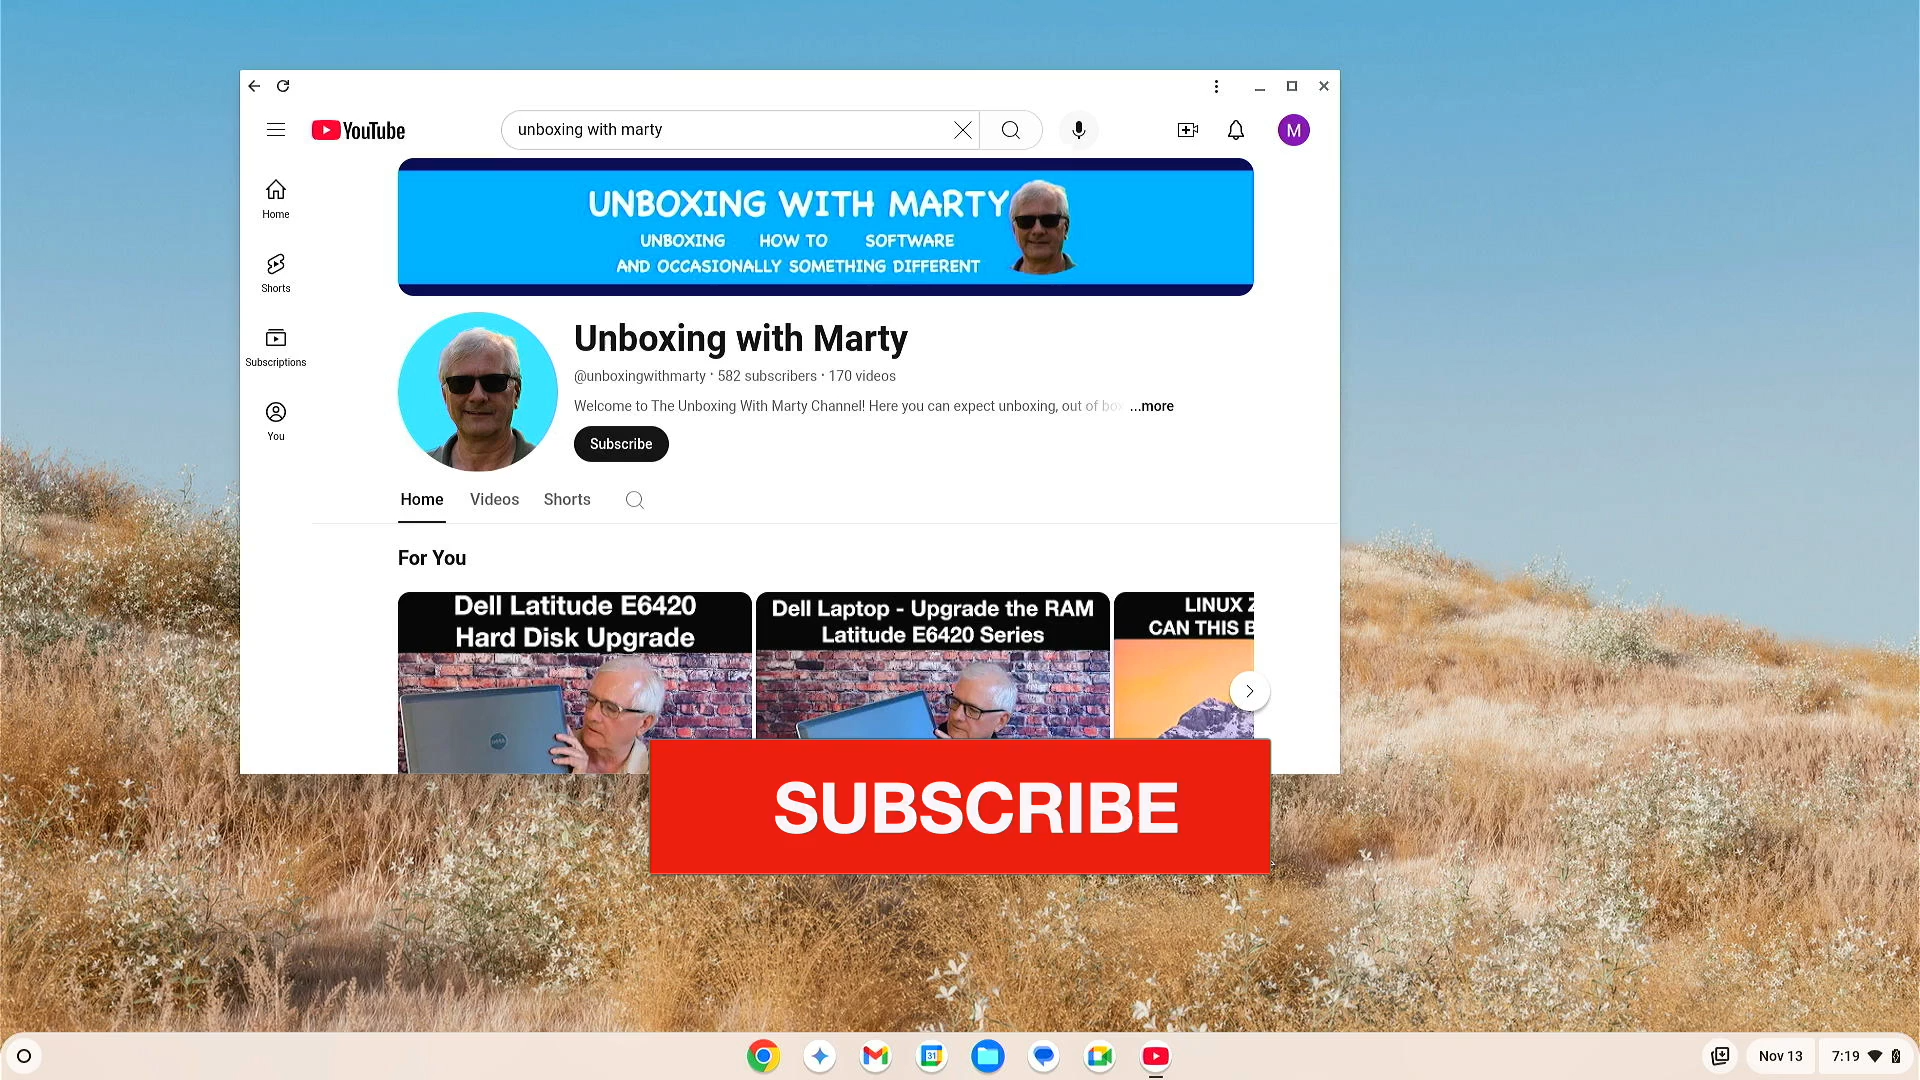 YouTube
unboxing with marty
M
Home
Shorts
Subscriptions
You
UNBOXING WITH MARTY
UNBOXING HOW TO SOFTWARE
AND OCCASIONALLY SOMETHING DIFFERENT
Unboxing with Marty
@unboxingwithmarty · 582 subscribers · 170 videos
Welcome to The Unboxing With Marty Channel! Here you can expect unboxing, out of box ...more
Subscribe
Home Videos Shorts
For You
Dell Latitude E6420
Hard Disk Upgrade
DELL
Dell Laptop - Upgrade the RAM
Latitude E6420 Series
LINUX Z
CAN THIS B
SUBSCRIBE
31
Nov 13
7:19